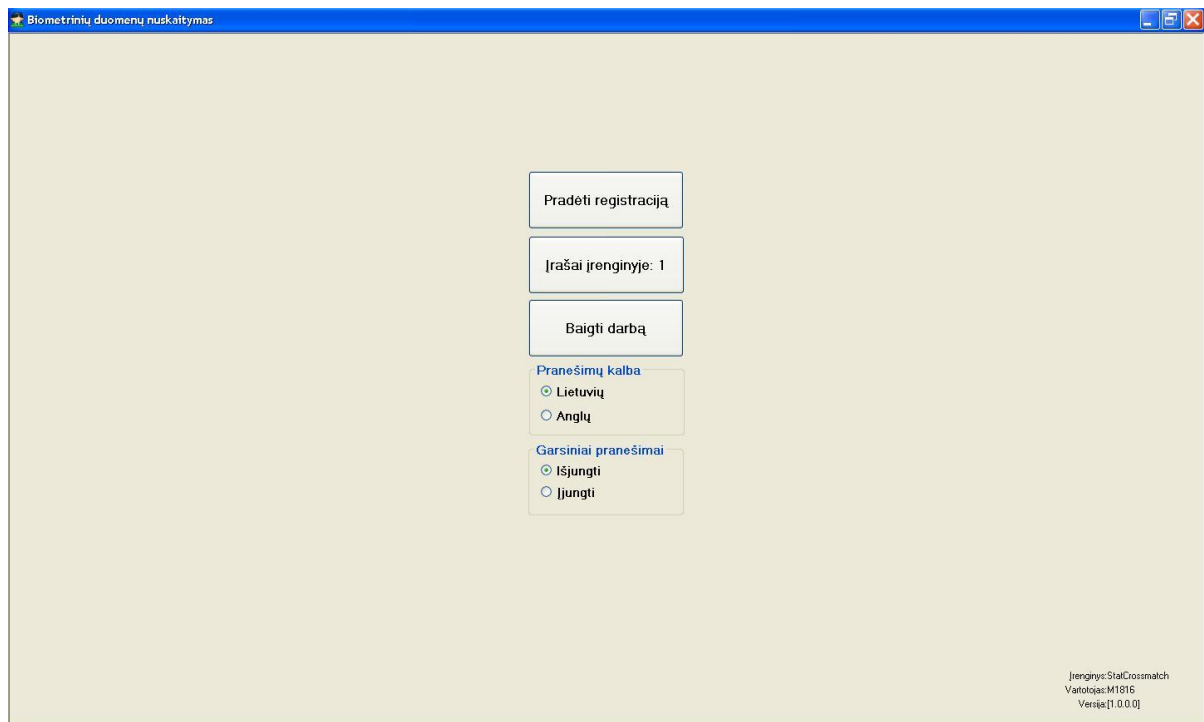 Biometrinių duomenų nuskaitymas
Pradėti registraciją
Įrašai įrenginyje: 1
Baigti darbą
Pranešimų kalba
Lietuvių
Anglų
Garsiniai pranešimai
Išjungti
Įjungti
Įrenginys:StatCrossmatch
Vartotojas:M1816
Versija:[1.0.0.0]